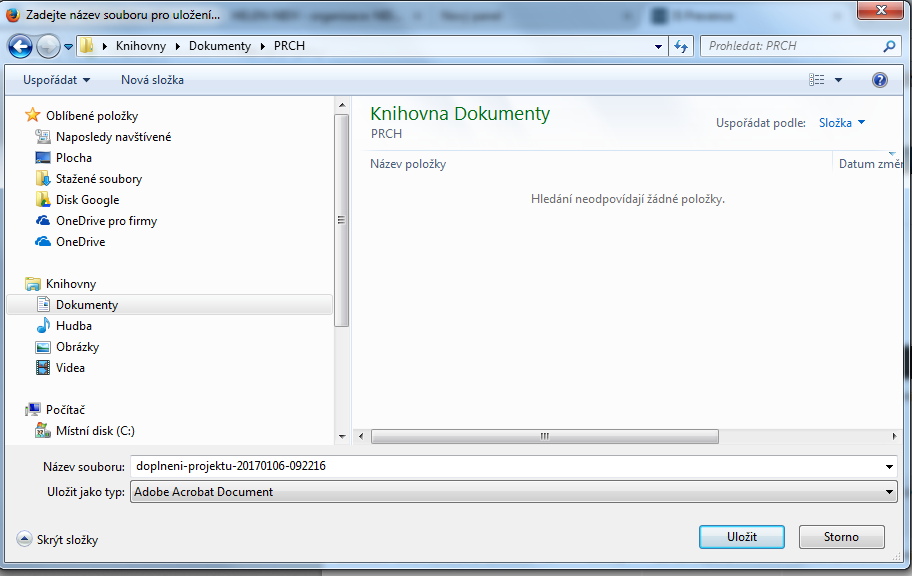 Zadejte název souboru pro uložení...
Knihovny Dokumenty PRCH
Prohledat: PRCH
Uspořádat Nová složka
Oblíbené položky
Naposledy navštívené
Plocha
Stažené soubory
Disk Google
OneDrive pro firmy
OneDrive
Knihovny
Dokumenty
Hudba
Obrázky
Videa
Počítač
Místní disk (C:)
Knihovna Dokumenty
PRCH
Uspořádat podle: Složka
Název položky Datum změn
Hledání neodpovídají žádné položky.
Název souboru: doplneni-projektu-20170106-092216
Uložit jako typ: Adobe Acrobat Document
Skrýt složky
Uložit
Storno